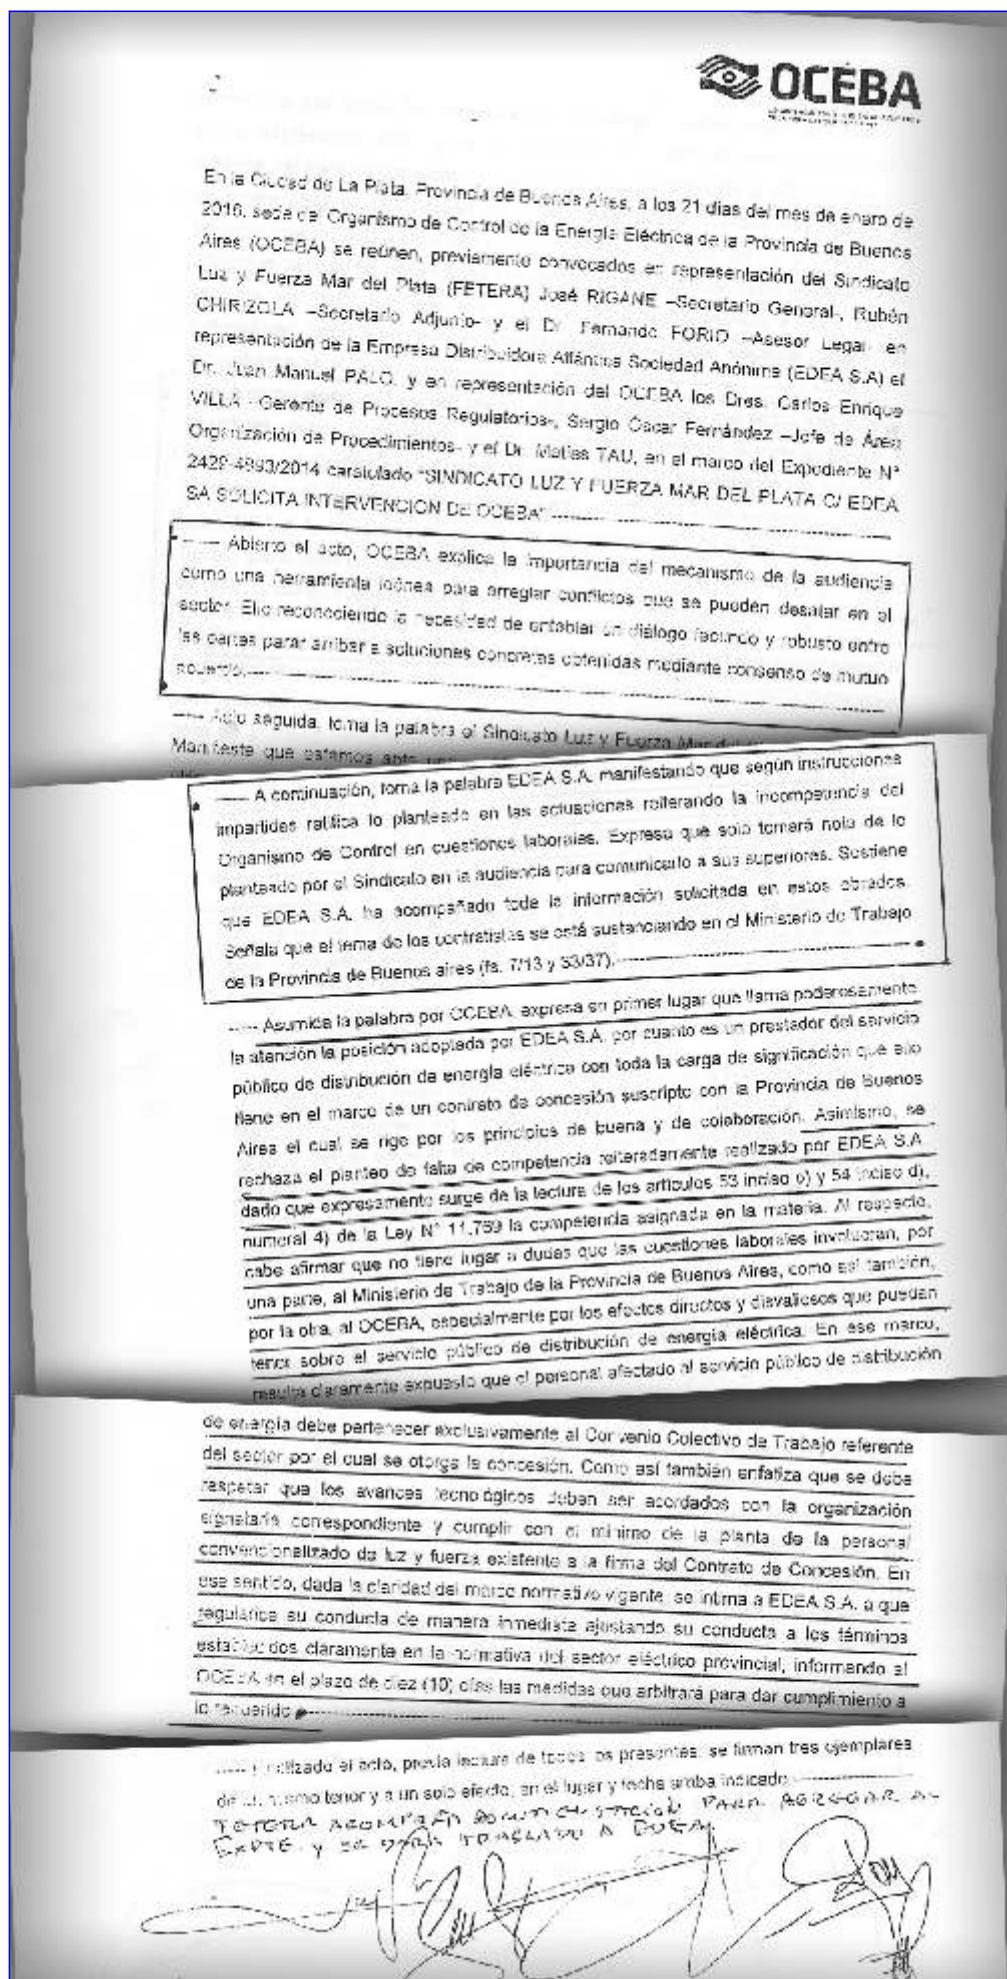 OCEBA
En la Ciudad de La Plata, Provincia de Buenos Aires, a los 21 días del mes de enero de
2016, sede del Organismo de Control de la Energía Eléctrica de la Provincia de Buenos
Aires (OCEBA) se reúnen, previamente convocados en representación del Sindicato
Luz y Fuerza Mar del Plata (FETERA) José RIGANE –Secretario General-, Rubén
CHIRIZOLA –Secretario Adjunto- y el Dr. Fernando FORIO –Asesor Legal- en
representación de la Empresa Distribuidora Atlántica Sociedad Anónima (EDEA S.A) el
Dr. Juan Manuel PALO, y en representación del OCEBA los Dres. Carlos Enrique
VILLA –Gerente de Procesos Regulatorios-, Sergio Oscar Fernández –Jefe de Área
Organización de Procedimientos- y el Dr. Matías TAU, en el marco del Expediente N°
2429-4893/2014 caratulado "SINDICATO LUZ Y FUERZA MAR DEL PLATA C/ EDEA
SA SOLICITA INTERVENCION DE OCEBA" ---------------
----- Abierto el acto, OCEBA explica la importancia del mecanismo de la audiencia
como una herramienta idónea para arreglar conflictos que se pueden desatar en el
sector. Ello reconociendo la necesidad de entablar un diálogo fecundo y robusto entre
las partes parar arribar a soluciones concretas obtenidas mediante consenso de mutuo
acuerdo.---------------
---- Acto seguida, toma la palabra el Sindicato Luz y Fuerza Mar del
Manifiesta que estamos ante
----- A continuación, toma la palabra EDEA S.A. manifestando que según instrucciones
impartidas ratifica lo planteado en las actuaciones reiterando la incompetencia del
Organismo de Control en cuestiones laborales. Expresa que solo tomará nota de lo
planteado por el Sindicato en la audiencia para comunicarlo a sus superiores. Sostiene
que EDEA S.A. ha acompañado toda la información solicitada en estos obrados.
Señala que el tema de los contratistas se está sustanciando en el Ministerio de Trabajo
de la Provincia de Buenos aires (fs. 7/13 y 33/37).---------------
----- Asumida la palabra por OCEBA, expresa en primer lugar que llama poderosamente
la atención la posición adoptada por EDEA S.A. por cuanto es un prestador del servicio
público de distribución de energía eléctrica con toda la carga de significación que ello
tiene en el marco de un contrato de concesión suscripto con la Provincia de Buenos
Aires el cual se rige por los principios de buena y de colaboración. Asimismo, se
rechaza el planteo de falta de competencia reiteradamente realizado por EDEA S.A.
dado que expresamente surge de la lectura de los artículos 53 inciso o) y 54 inciso d),
numeral 4) de la Ley N° 11.769 la competencia asignada en la materia. Al respecto,
cabe afirmar que no tiene lugar a dudas que las cuestiones laborales involucran, por
una parte, al Ministerio de Trabajo de la Provincia de Buenos Aires, como así también,
por la otra, al OCEBA, especialmente por los efectos directos y disvaliosos que puedan
tener sobre el servicio público de distribución de energía eléctrica. En ese marco,
resulta claramente expuesto que el personal afectado al servicio público de distribución
de energía debe pertenecer exclusivamente al Convenio Colectivo de Trabajo referente
del sector por el cual se otorga la concesión. Como así también enfatiza que se debe
respetar que los avances tecnológicos deben ser acordados con la organización
signataria correspondiente y cumplir con el mínimo de la planta de la personal
convencionalizado de luz y fuerza existente a la firma del Contrato de Concesión. En
ese sentido, dada la claridad del marco normativo vigente, se intima a EDEA S.A. a que
regularice su conducta de manera inmediata ajustando su conducta a los términos
establecidos claramente en la normativa del sector eléctrico provincial, informando al
OCEBA en el plazo de diez (10) días las medidas que arbitrará para dar cumplimiento a
lo requerido.---------------
----- Finalizado el acto, previa lectura de todos los presentes, se firman tres ejemplares
de un mismo tenor y a un solo efecto, en el lugar y fecha arriba indicado.---------------
PARA AGREGAR AL
EXPTE. y SE DARÁ TRASLADO A